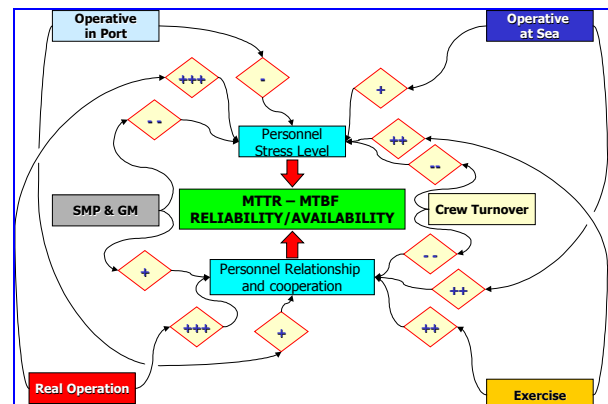 Operative
in Port
Operative
at Sea
+++
-
+
- -
++
--
Personnel
Stress Level
SMP & GM
MTTR – MTBF
RELIABILITY/AVAILABILITY
Crew Turnover
+
- -
Personnel Relationship
and cooperation
++
+++
+
++
Real Operation
Exercise